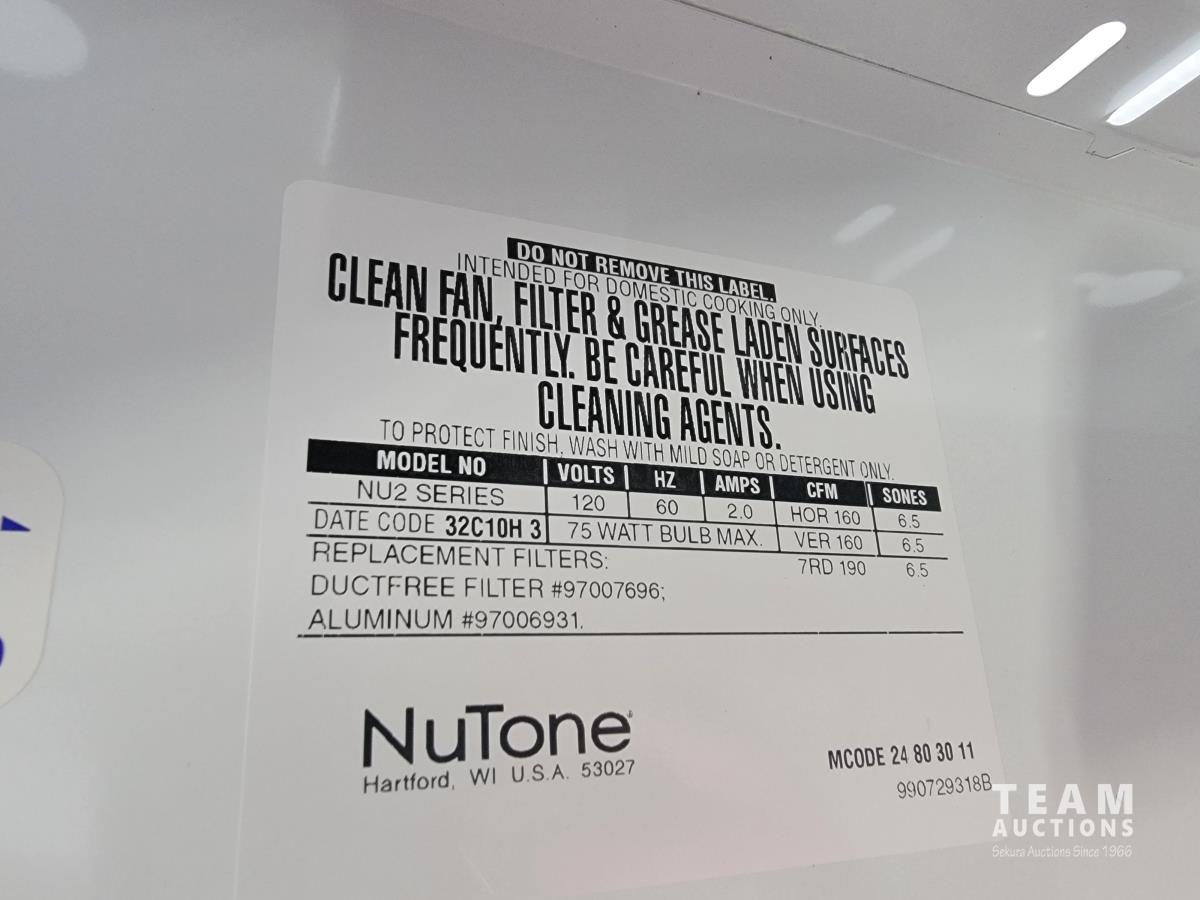 DO NOT REMOVE THIS LABEL.
INTENDED FOR DOMESTIC COOKING ONLY.
CLEAN FAN, FILTER & GREASE LADEN SURFACES
FREQUENTLY. BE CAREFUL WHEN USING
CLEANING AGENTS.
TO PROTECT FINISH, WASH WITH MILD SOAP OR DETERGENT ONLY.
MODEL NO VOLTS HZ AMPS CFM SONES
NU2 SERIES 120 60 2.0 HOR 160 6.5
DATE CODE 32C10H 3 75 WATT BULB MAX. VER 160 6.5
REPLACEMENT FILTERS: 7RD 190 6.5
DUCTFREE FILTER #97007696;
ALUMINUM #97006931.
NuTone®
Hartford, WI U.S.A. 53027
MCODE 24 80 30 11
990729318B
TEAM
AUCTIONS
Sekura Auctions Since 1966